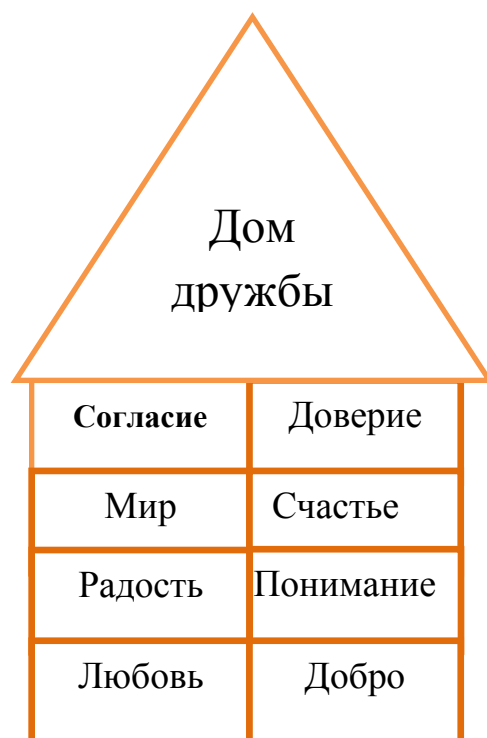 Дом
дружбы
Согласие Доверие
Мир Счастье
Радость Понимание
Любовь Добро